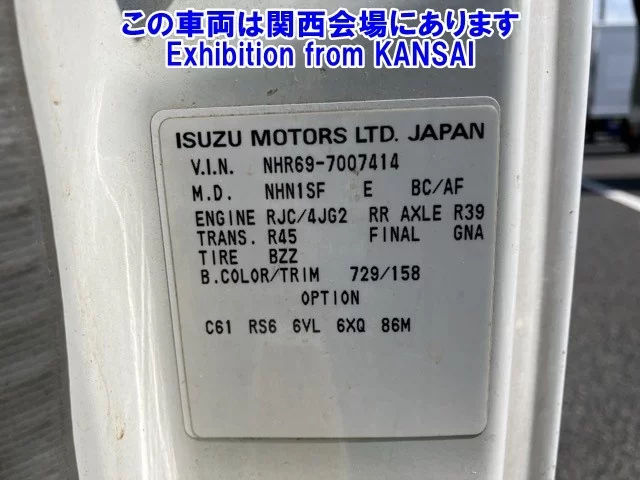 この車両は関西会場にあります
Exhibition from KANSAI
ISUZU MOTORS LTD. JAPAN
V.I.N. NHR69-7007414
M.D. NHN1SF E BC/AF
ENGINE RJC/4JG2 RR AXLE R39
TRANS. R45 FINAL GNA
TIRE BZZ
B.COLOR/TRIM 729/158
OPTION
C61 RS6 6VL 6XQ 86M